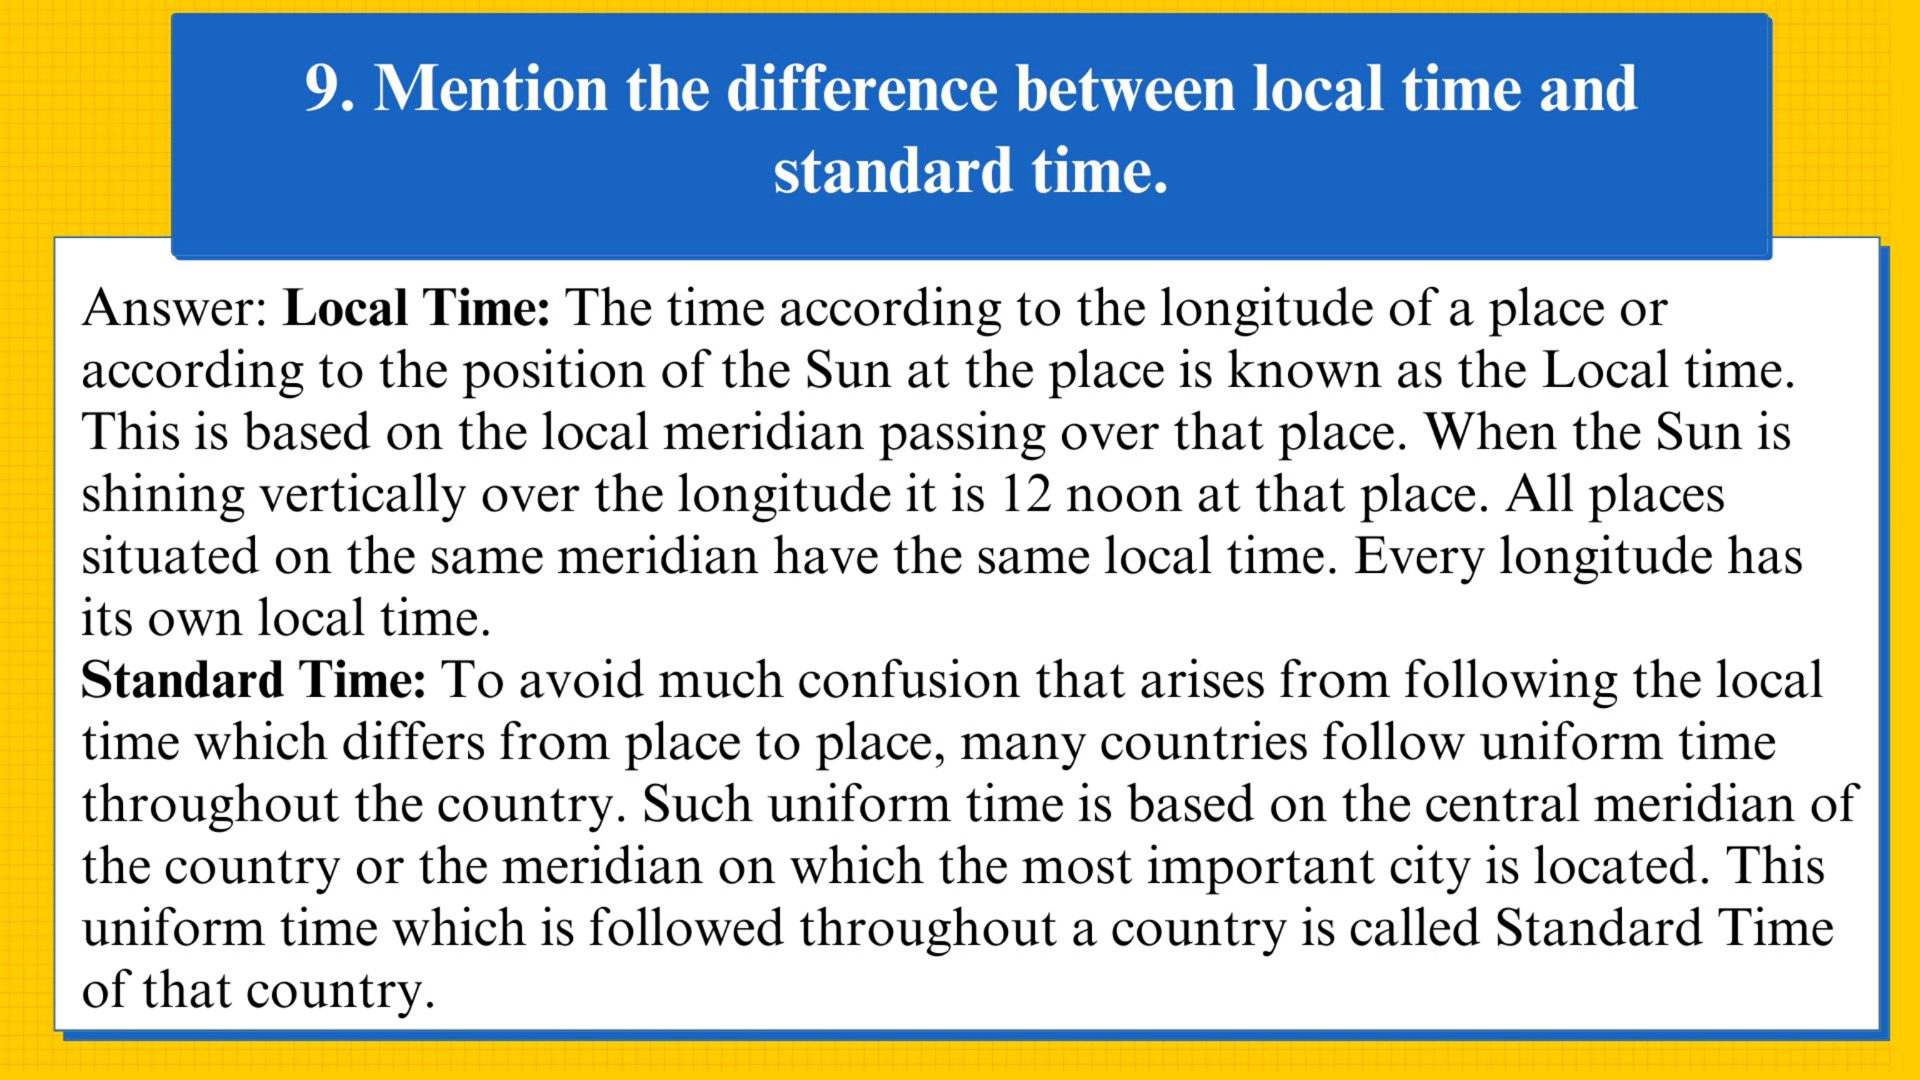 9. Mention the difference between local time and
standard time.
Answer: Local Time: The time according to the longitude of a place or
according to the position of the Sun at the place is known as the Local time.
This is based on the local meridian passing over that place. When the Sun is
shining vertically over the longitude it is 12 noon at that place. All places
situated on the same meridian have the same local time. Every longitude has
its own local time.
Standard Time: To avoid much confusion that arises from following the local
time which differs from place to place, many countries follow uniform time
throughout the country. Such uniform time is based on the central meridian of
the country or the meridian on which the most important city is located. This
uniform time which is followed throughout a country is called Standard Time
of that country.